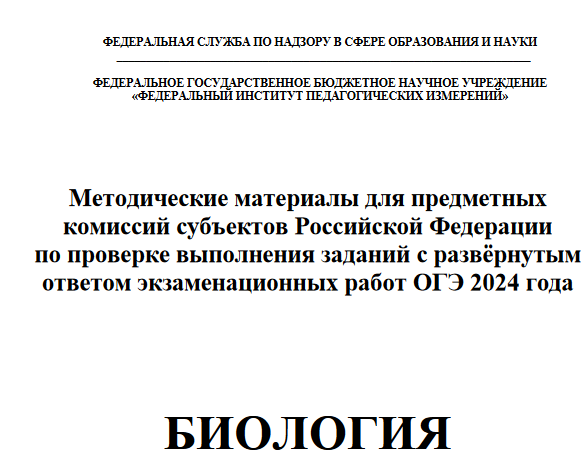 ФЕДЕРАЛЬНАЯ СЛУЖБА ПО НАДЗОРУ В СФЕРЕ ОБРАЗОВАНИЯ И НАУКИ
ФЕДЕРАЛЬНОЕ ГОСУДАРСТВЕННОЕ БЮДЖЕТНОЕ НАУЧНОЕ УЧРЕЖДЕНИЕ
«ФЕДЕРАЛЬНЫЙ ИНСТИТУТ ПЕДАГОГИЧЕСКИХ ИЗМЕРЕНИЙ»
Методические материалы для предметных
комиссий субъектов Российской Федерации
по проверке выполнения заданий с развёрнутым
ответом экзаменационных работ ОГЭ 2024 года
БИОЛОГИЯ